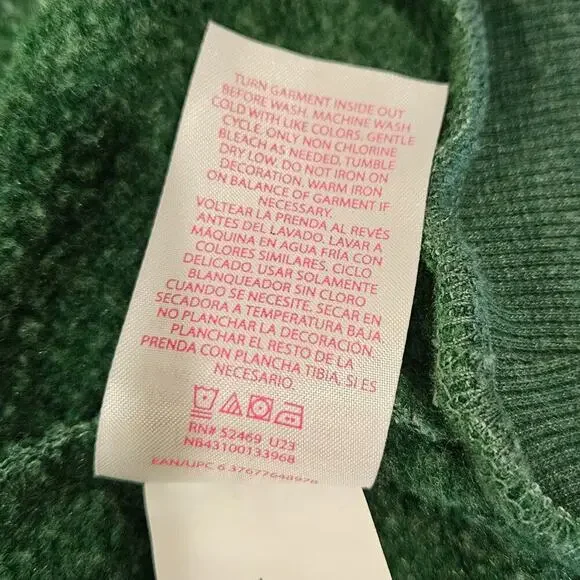 TURN GARMENT INSIDE OUT
BEFORE WASH. MACHINE WASH
COLD WITH LIKE COLORS. GENTLE
CYCLE. ONLY NON CHLORINE
BLEACH AS NEEDED. TUMBLE
DRY LOW. DO NOT IRON ON
DECORATION. WARM IRON
ON BALANCE OF GARMENT IF
NECESSARY.
VOLTEAR LA PRENDA AL REVÉS
ANTES DEL LAVADO. LAVAR A
MÁQUINA EN AGUA FRÍA CON
COLORES SIMILARES. CICLO
DELICADO. USAR SOLAMENTE
BLANQUEADOR SIN CLORO
CUANDO SE NECESITE. SECAR EN
SECADORA A TEMPERATURA BAJA
NO PLANCHAR LA DECORACIÓN.
PLANCHAR EL RESTO DE LA
PRENDA CON PLANCHA TIBIA, SI ES
NECESARIO.
RN# 52469 U23
NB43100133968
EAN/UPC 6 37677648978